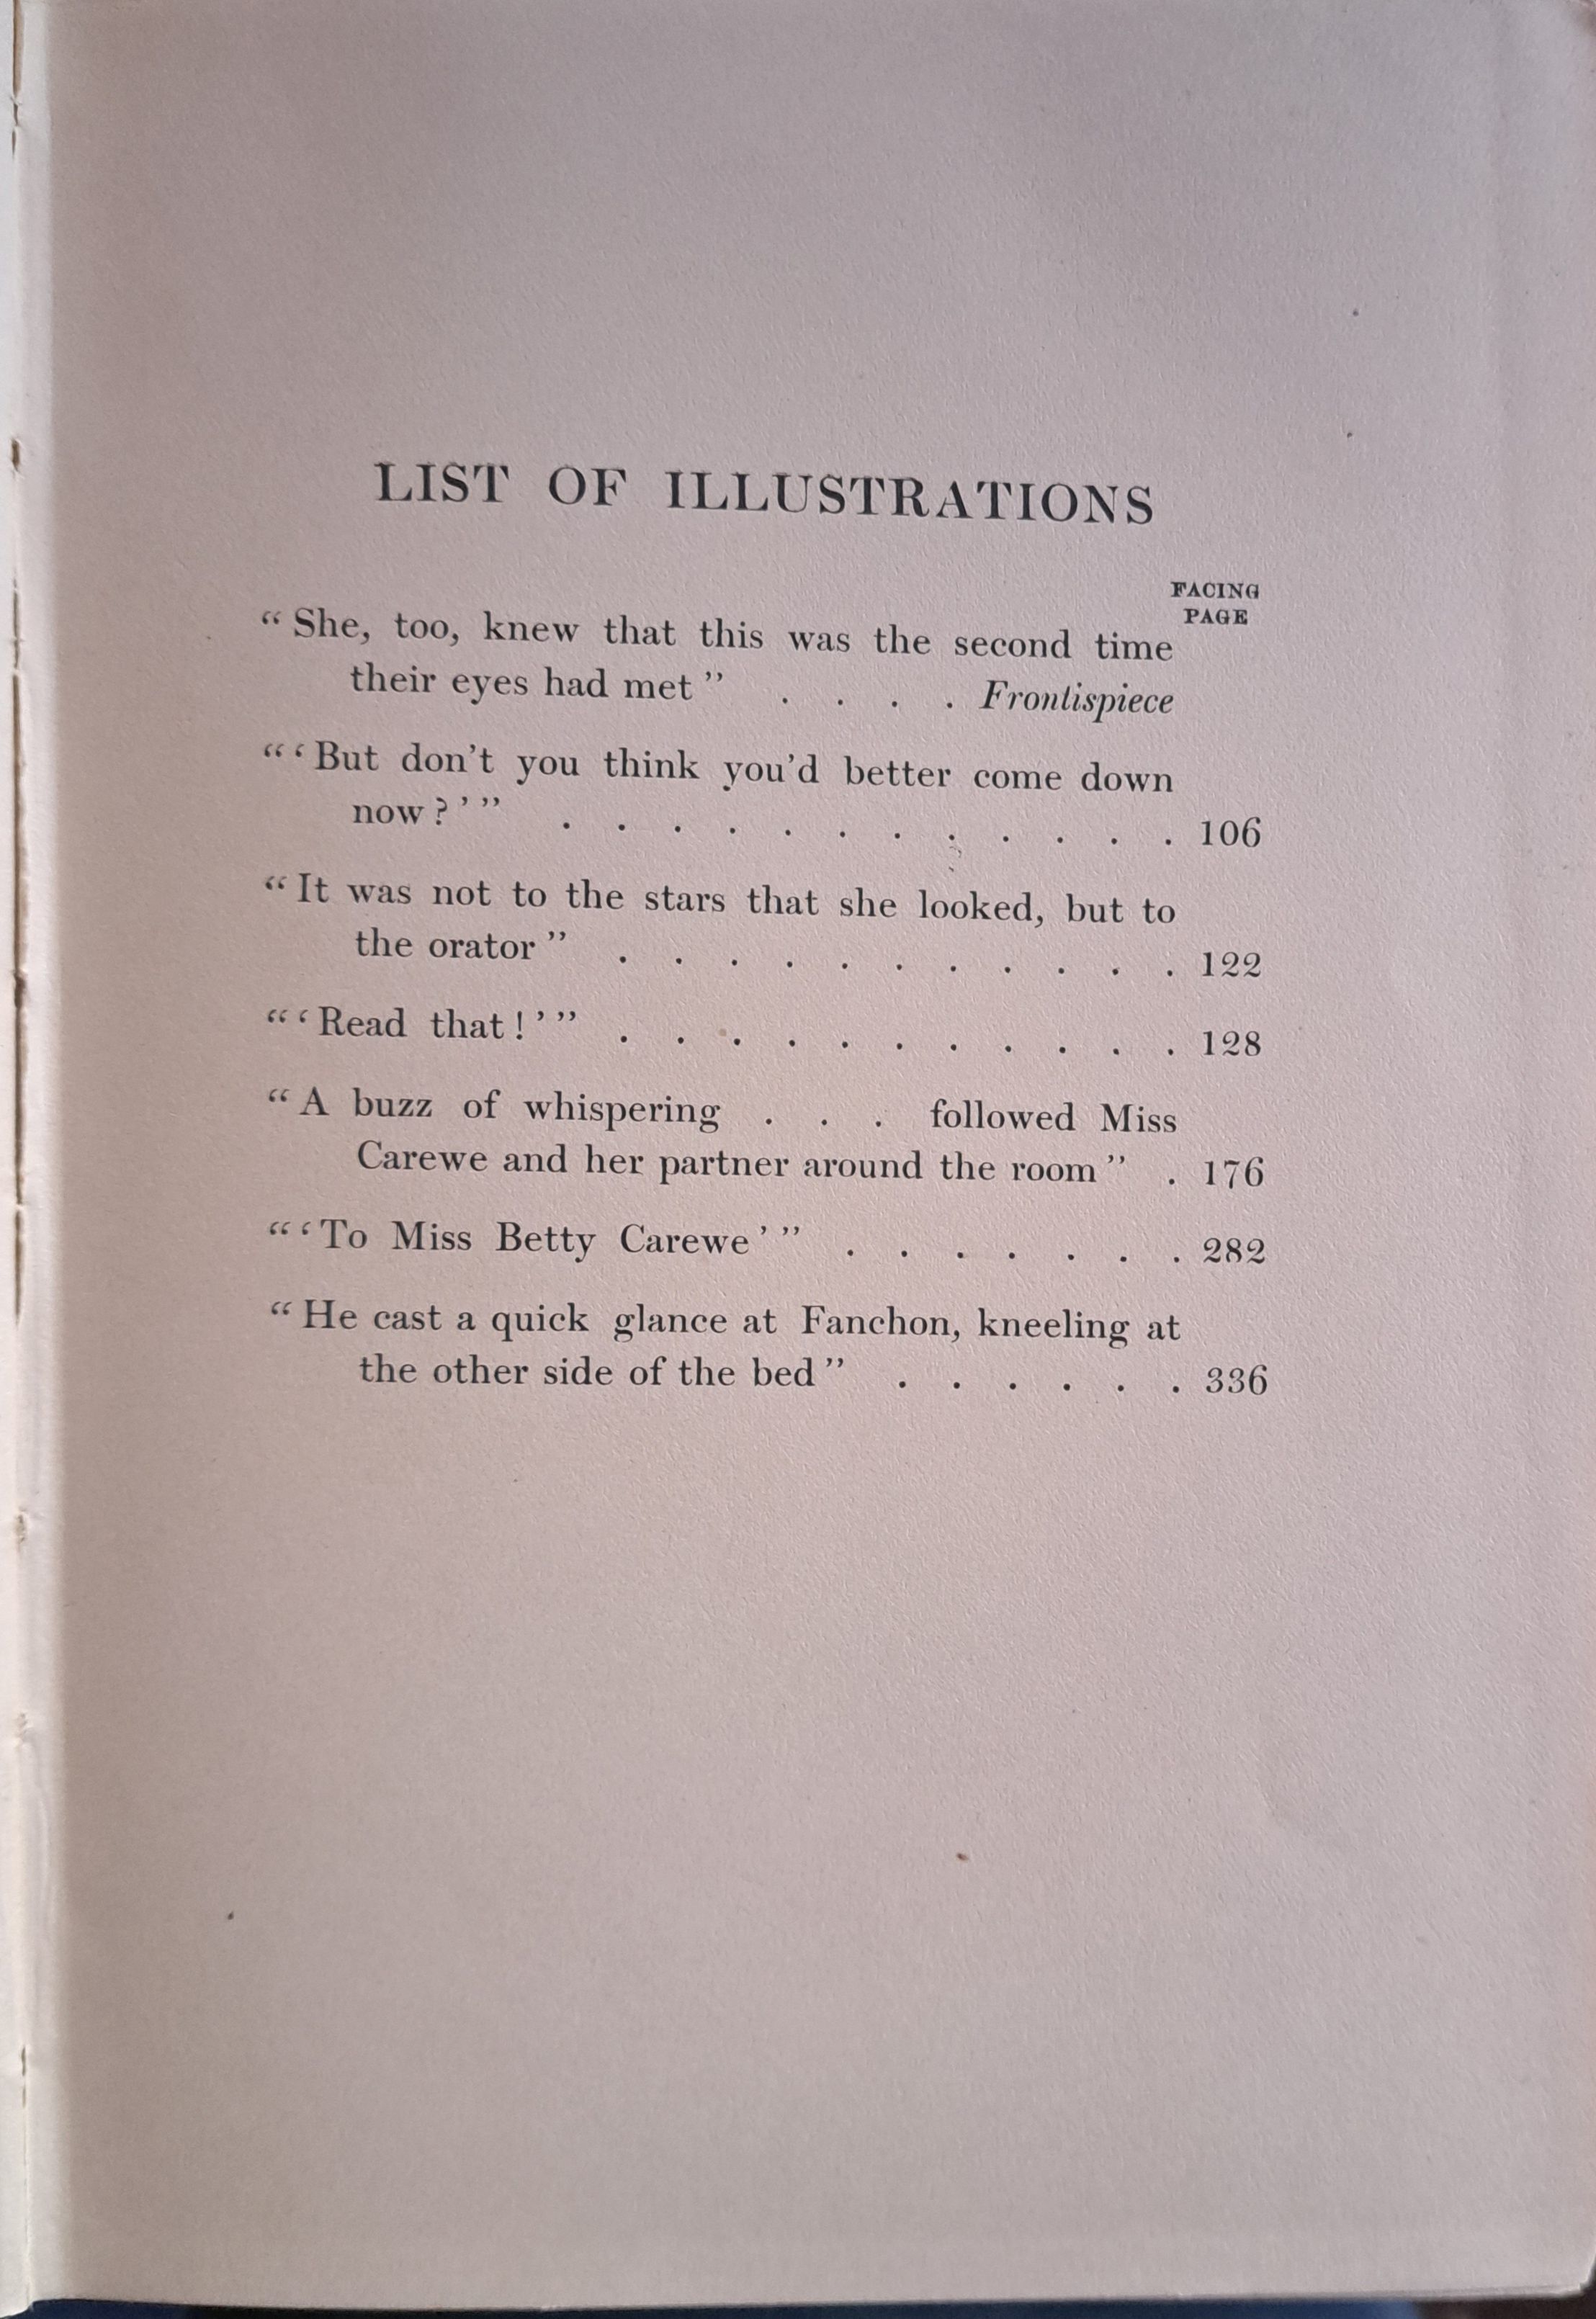 LIST OF ILLUSTRATIONS
FACING
PAGE
“She, too, knew that this was the second time
their eyes had met” . . . . Frontispiece
“‘But don’t you think you’d better come down
now?’” . . . . . . . . . . . . 106
“It was not to the stars that she looked, but to
the orator” . . . . . . . . . . . 122
“‘Read that!’” . . . . . . . . . . . 128
“A buzz of whispering . . . followed Miss
Carewe and her partner around the room” . 176
“‘To Miss Betty Carewe’” . . . . . . . 282
“He cast a quick glance at Fanchon, kneeling at
the other side of the bed” . . . . . . 336